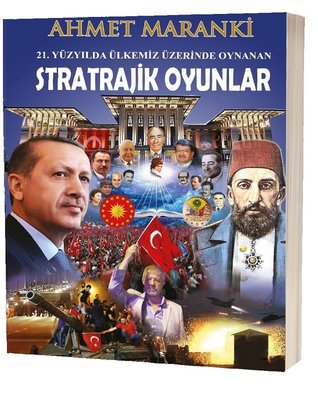 AHMET MARANKİ
21. YÜZYILDA ÜLKEMİZ ÜZERİNDE OYNANAN
STRATRAJİK OYUNLAR